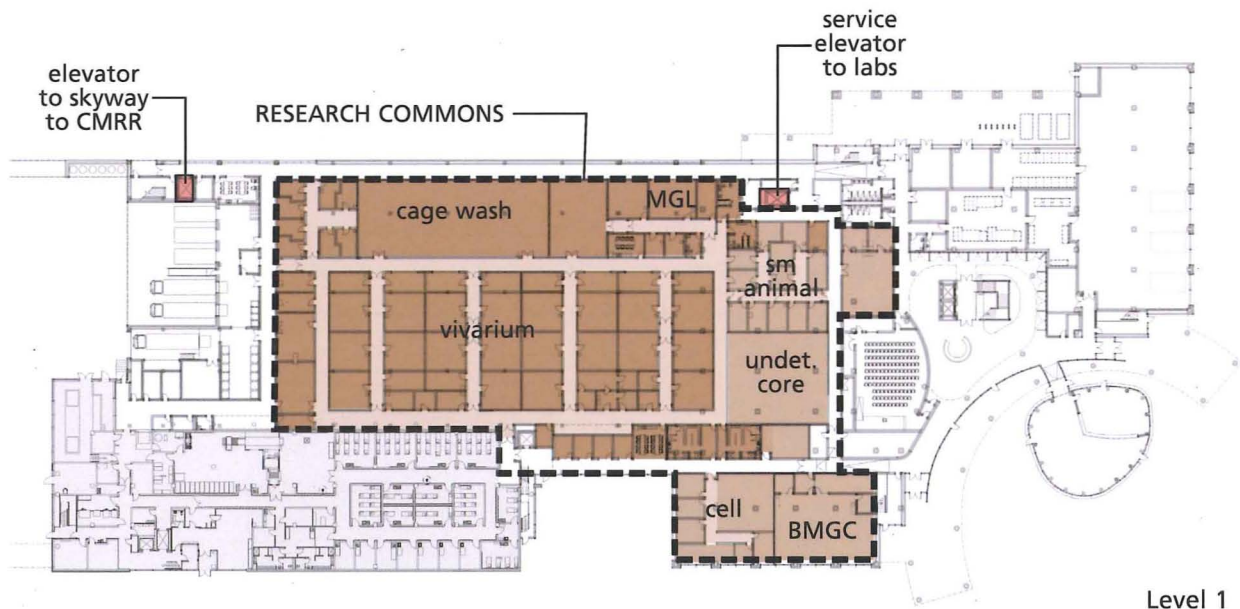 service
elevator
to labs
elevator
to skyway
to CMRR
RESEARCH COMMONS
cage wash
MGL
sm
animal
vivarium
undet.
core
cell
BMGC
Level 1